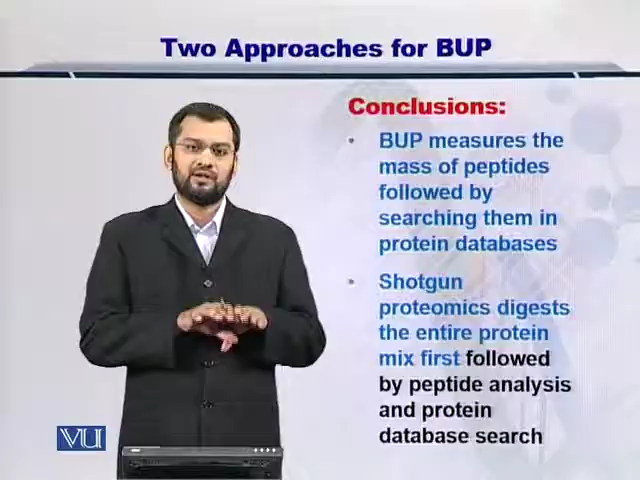 Two Approaches for BUP
Conclusions:
• BUP measures the
mass of peptides
followed by
searching them in
protein databases
• Shotgun
proteomics digests
the entire protein
mix first followed
by peptide analysis
and protein
database search
VU